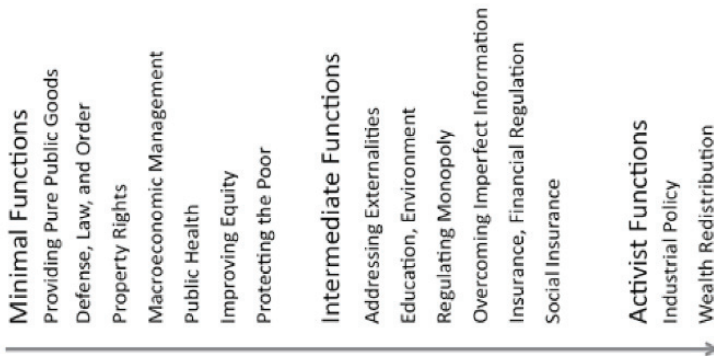 Minimal Functions
Providing Pure Public Goods
Defense, Law, and Order
Property Rights
Macroeconomic Management
Public Health
Improving Equity
Protecting the Poor
Intermediate Functions
Addressing Externalities
Education, Environment
Regulating Monopoly
Overcoming Imperfect Information
Insurance, Financial Regulation
Social Insurance
Activist Functions
Industrial Policy
Wealth Redistribution